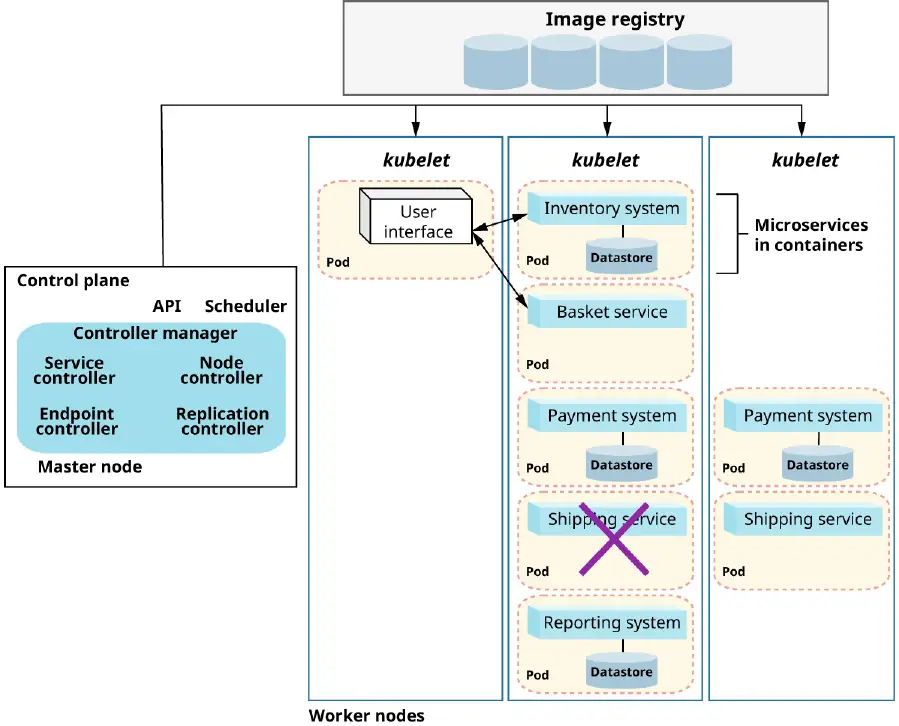 Image registry
kubelet
kubelet
kubelet
User
interface
Pod
Inventory system
Datastore
Pod
Microservices
in containers
Basket service
Pod
Payment system
Datastore
Pod
Payment system
Datastore
Pod
Shipping service
Pod
Shipping service
Pod
Reporting system
Datastore
Pod
Control plane
API
Scheduler
Controller manager
Service
controller
Node
controller
Endpoint
controller
Replication
controller
Master node
Worker nodes